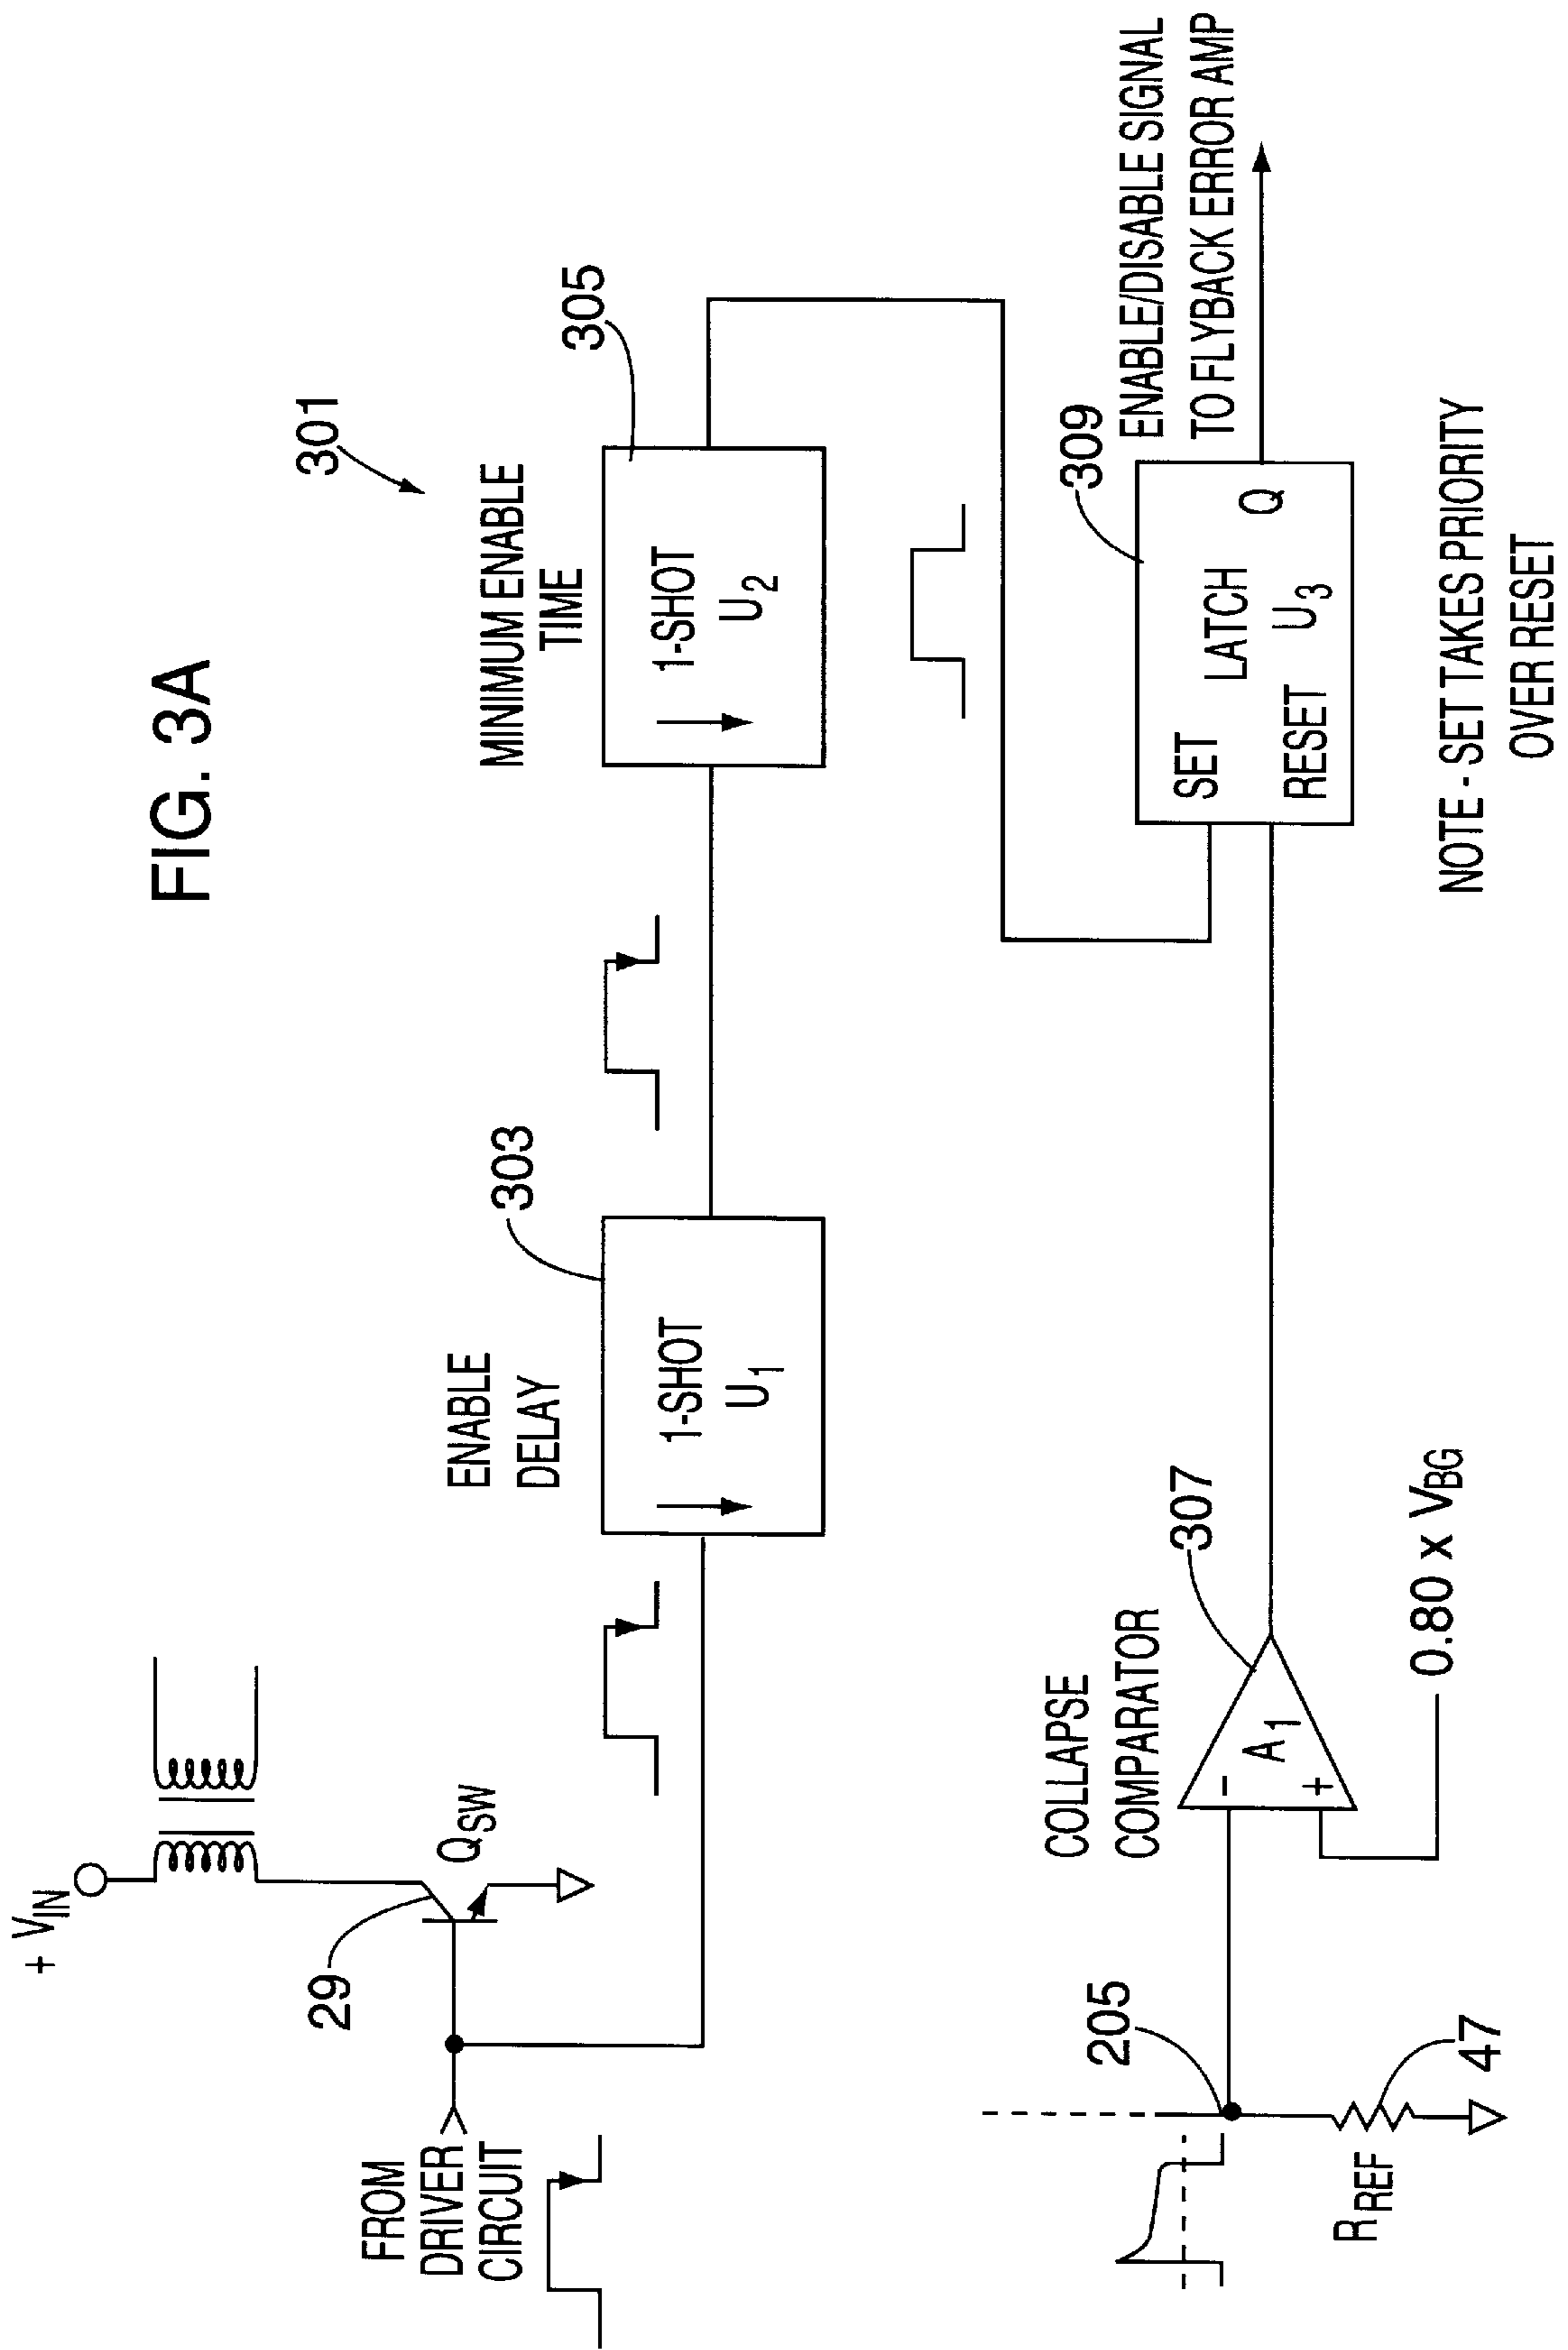 FIG. 3A
301
+ VIN
29
QSW
FROM
DRIVER
CIRCUIT
ENABLE
DELAY
303
1-SHOT
U1
MINIMUM ENABLE
TIME
305
1-SHOT
U2
205
RREF
47
COLLAPSE
COMPARATOR
307
-
+
A1
0.80 x VBG
309
SET
LATCH
U3
RESET
Q
ENABLE/DISABLE SIGNAL
TO FLYBACK ERROR AMP
NOTE - SET TAKES PRIORITY
OVER RESET